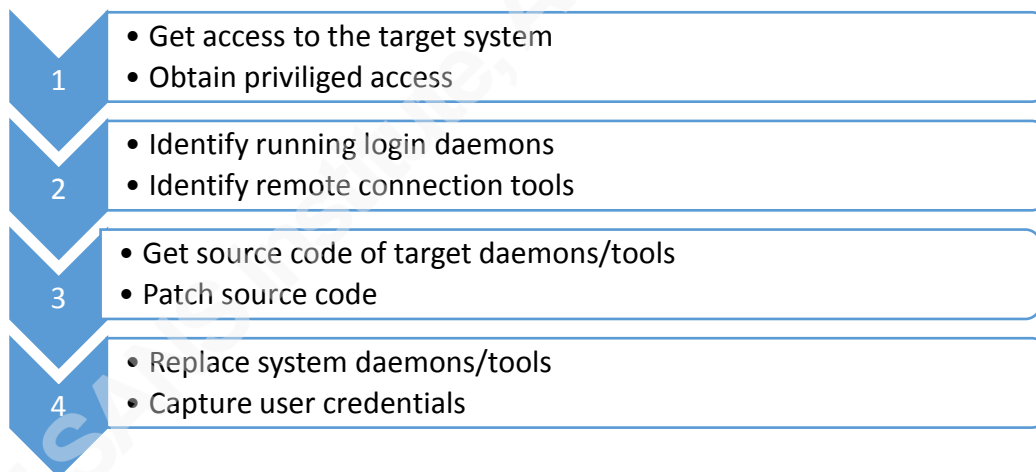 1
• Get access to the target system
• Obtain priviliged access
2
• Identify running login daemons
• Identify remote connection tools
3
• Get source code of target daemons/tools
• Patch source code
4
• Replace system daemons/tools
• Capture user credentials
SANS Institute,